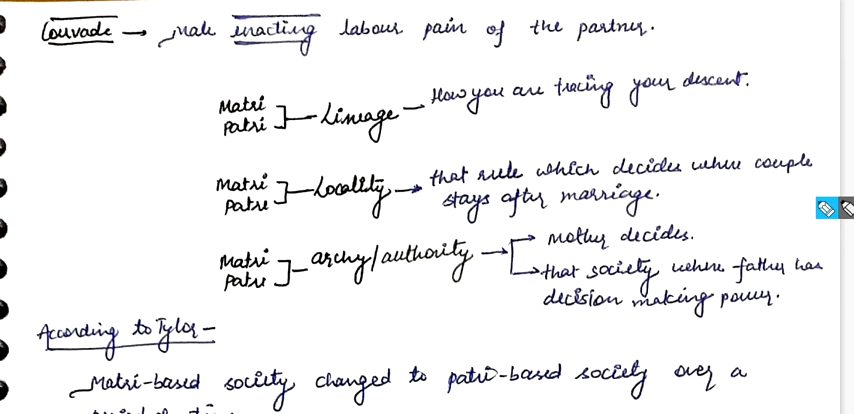 Couvade → Male enacting labour pain of the partner.
Matri
Patri ]— Lineage — How you are tracing your descent.
Matri
Patri ]— Locality → that rule which decides where couple
stays after marriage.
Matri
Patri ]— archy/authority → mother decides.
→ that society where father has
decision making power.
According to Tylor –
Matri-based society changed to patri-based society over a